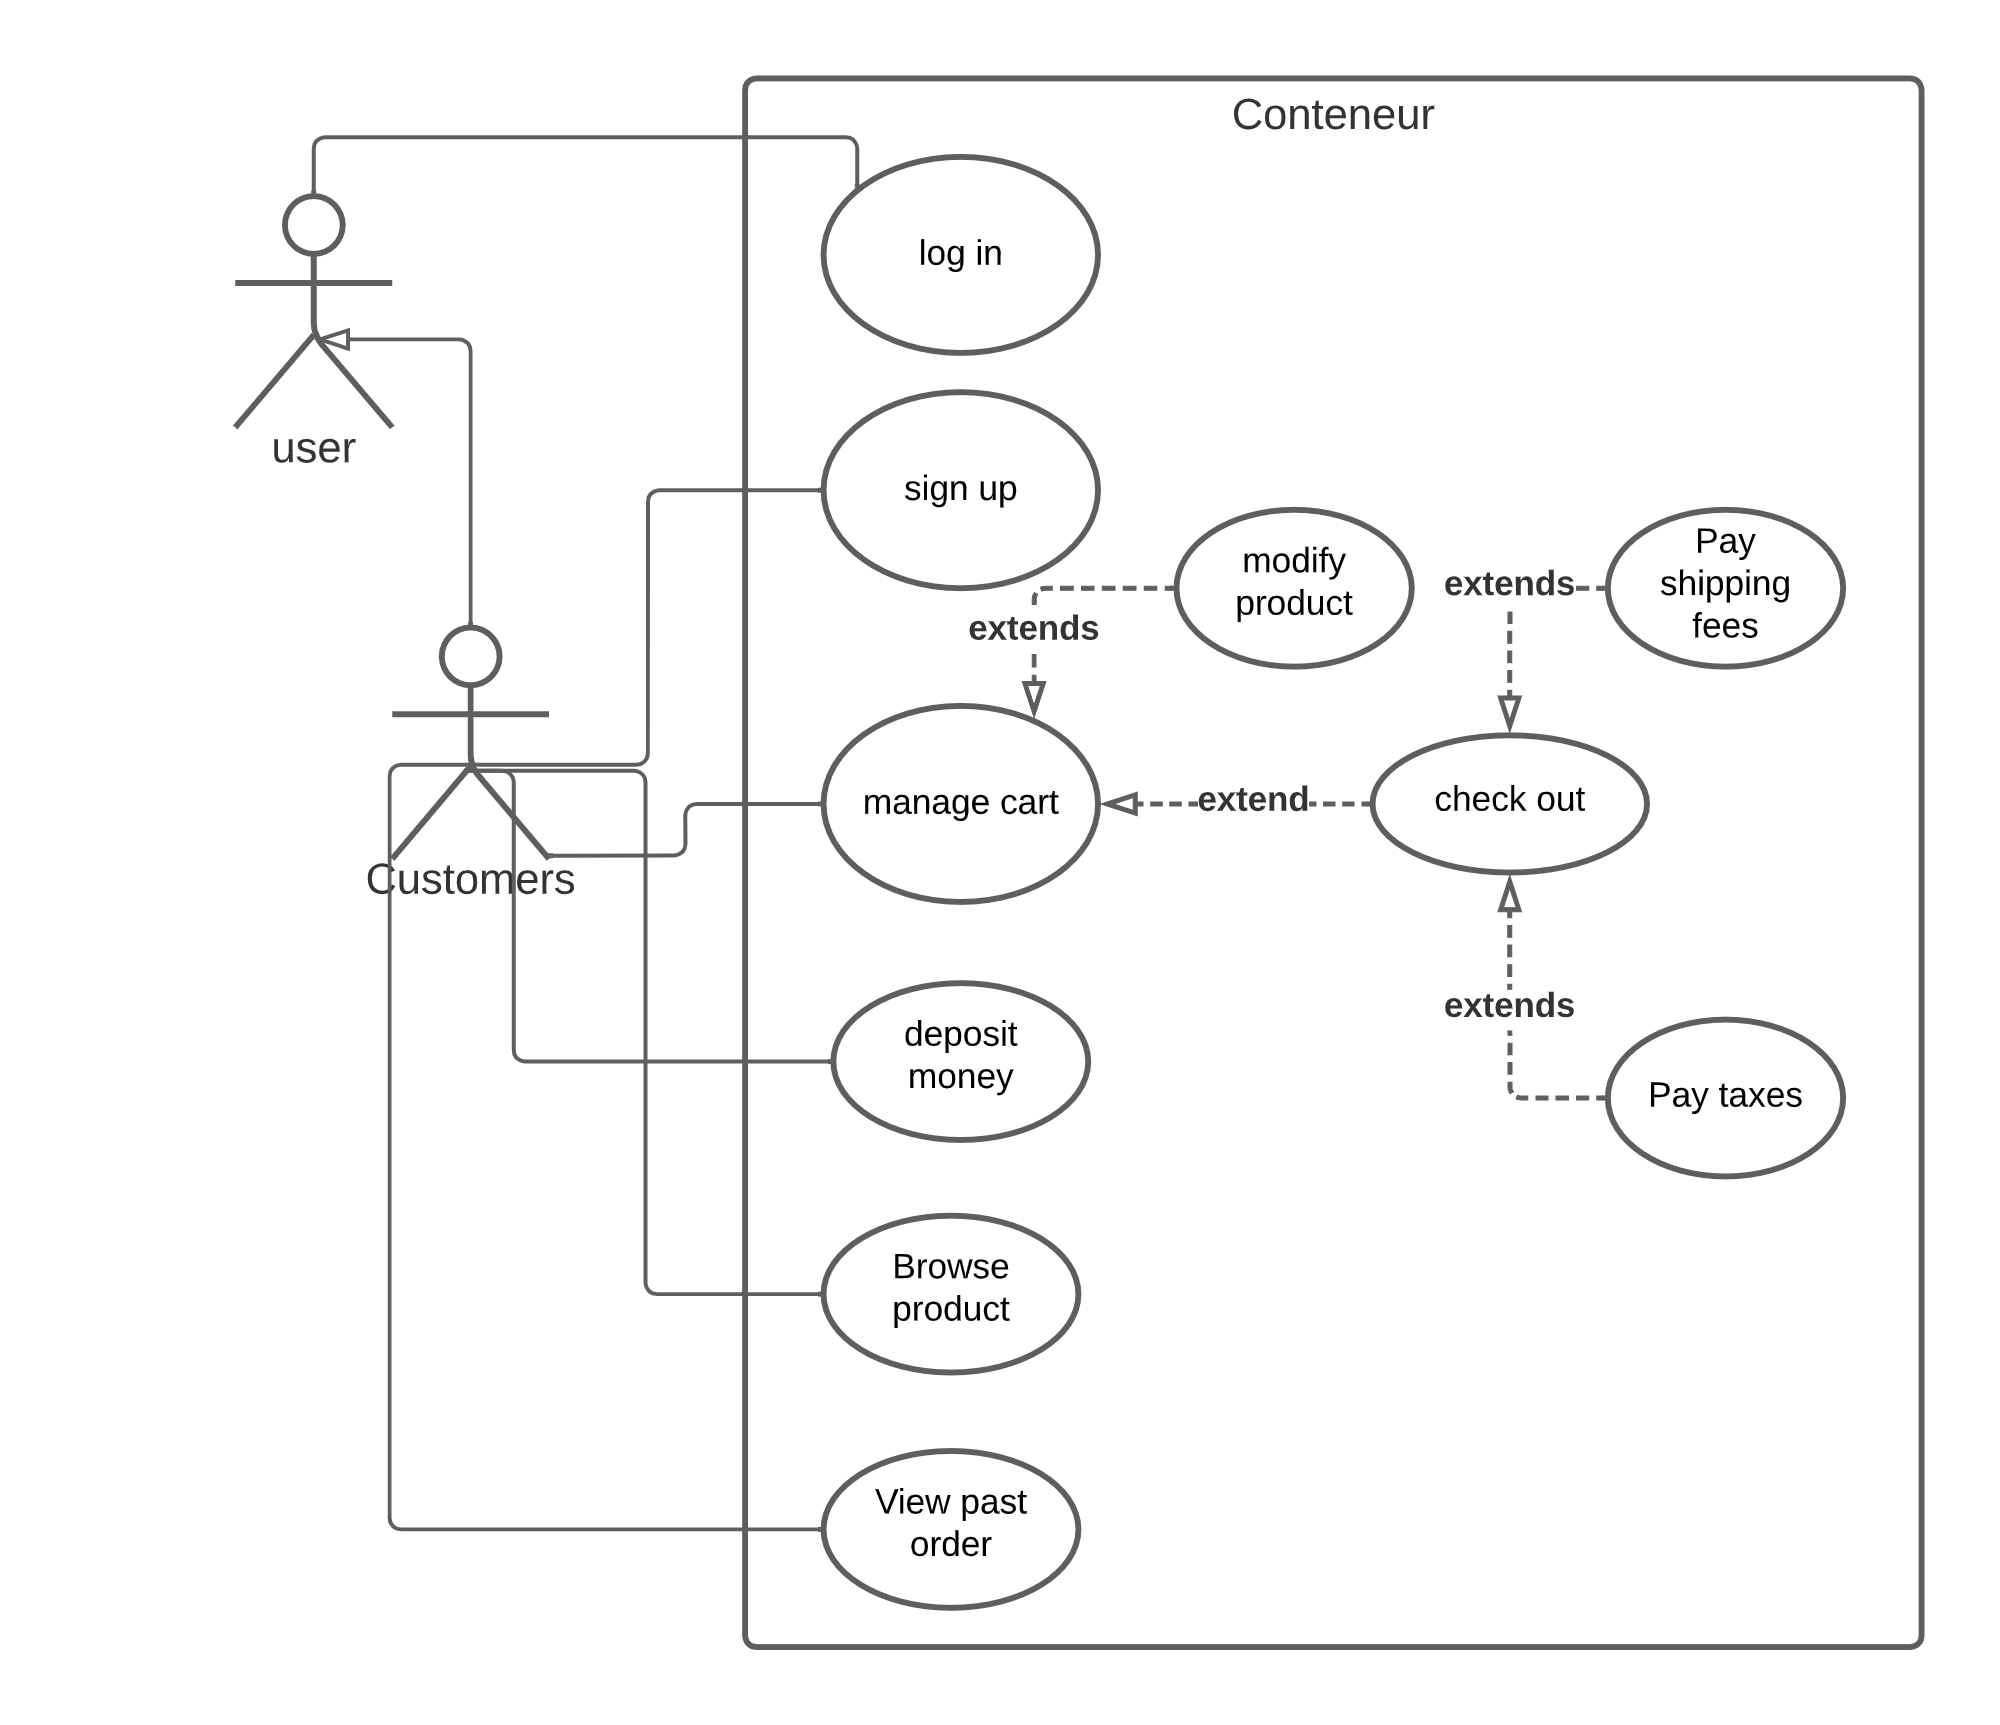 Conteneur
log in
user
sign up
modify
product
extends
Pay
shipping
fees
extends
Customers
manage cart
extend
check out
deposit
money
extends
Pay taxes
Browse
product
View past
order